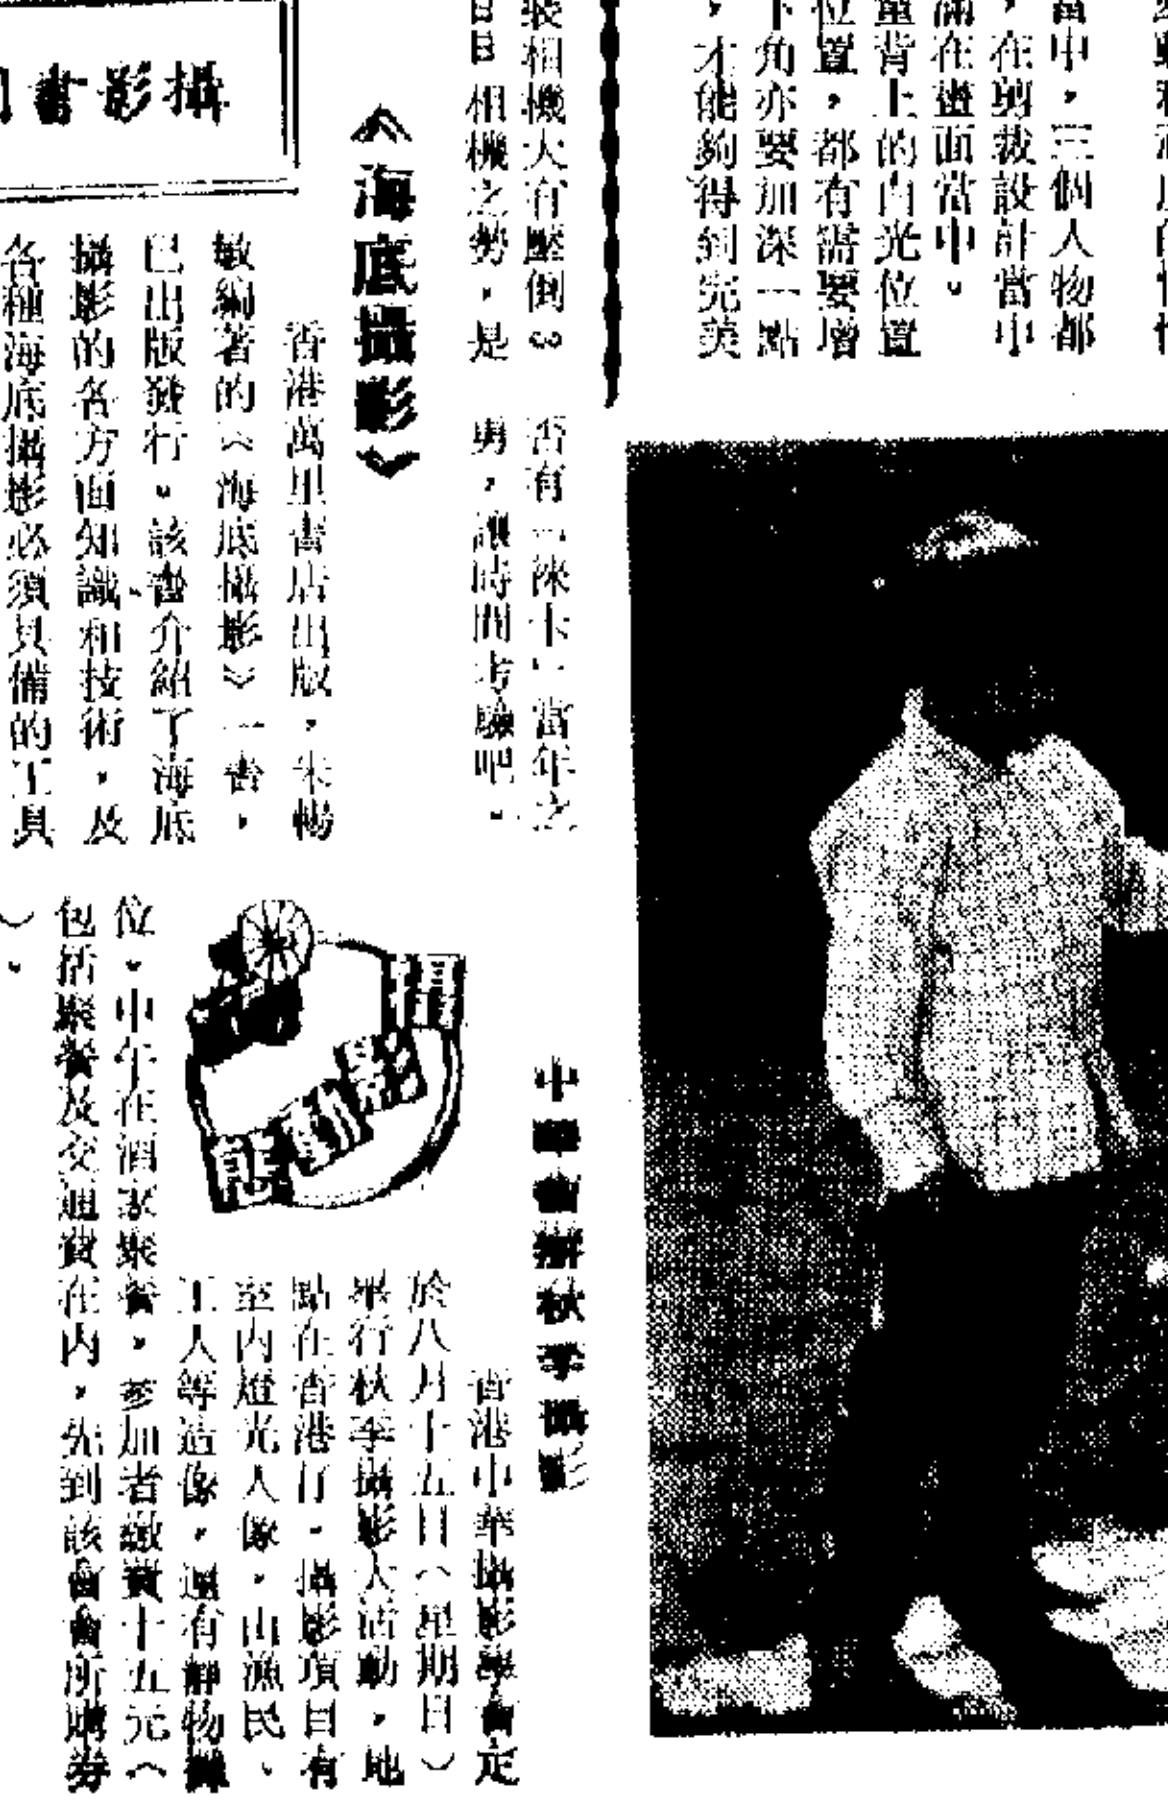 當中，三個人物都
，在剪裁設計當中
滿在畫面當中。
量背上的白光位置
位置，都有需要增
下角亦要加深一點
，才能夠得到完美
裝相機大有壓倒
相機之勢，是
否有「徠卡」當年之
勇，讓時間考驗吧。
攝影書
《海底攝影》
香港萬里書店出版，朱暢
敏編著的《海底攝影》一書，
已出版發行。該書介紹了海底
攝影的各方面知識和技術，及
各種海底攝影必須具備的工具
攝影動態
中華會辦秋季攝影
香港中華攝影學會定
於八月十五日（星期日）
舉行秋季攝影大活動，地
點在香港仔。攝影項目有
室內燈光人像，由漁民、
工人等造像，還有靜物擺
位。中午在酒家聚餐，參加者繳費十五元（
包括聚餐及交通費在內，先到該會會所購券
）。